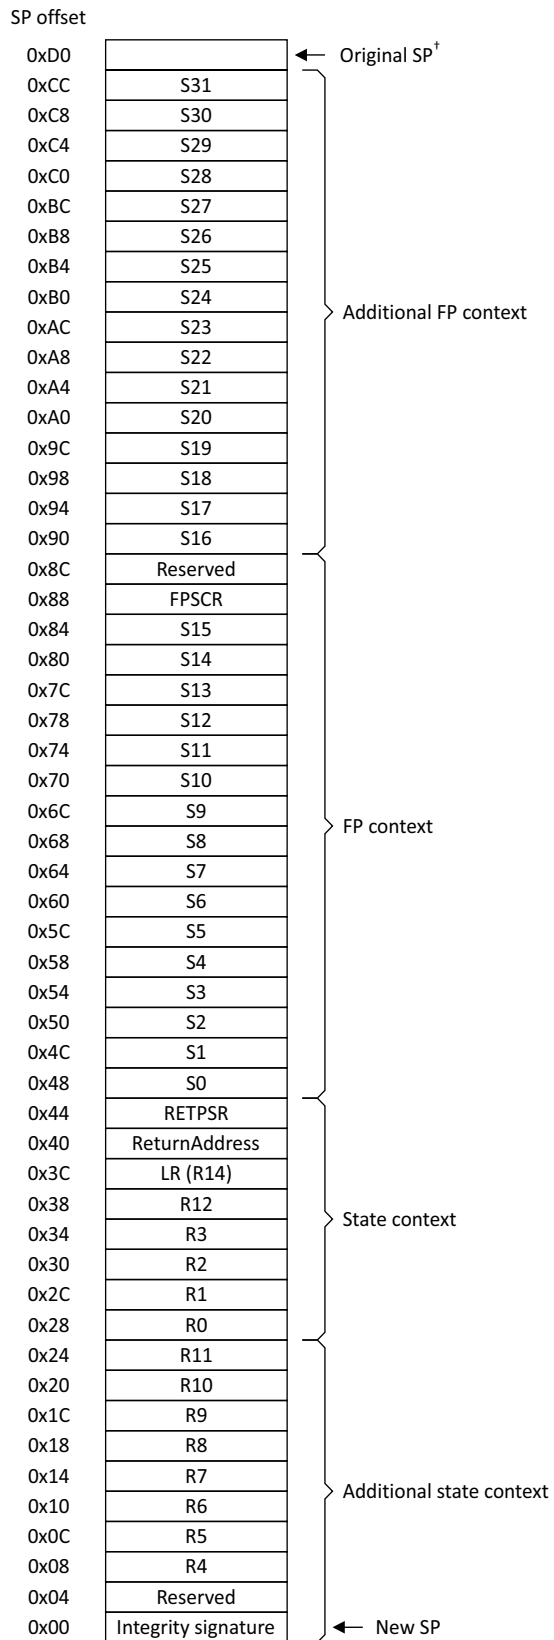 SP offset
0xD0 Original SP†
0xCC S31
0xC8 S30
0xC4 S29
0xC0 S28
0xBC S27
0xB8 S26
0xB4 S25
0xB0 S24
Additional FP context
0xAC S23
0xA8 S22
0xA4 S21
0xA0 S20
0x9C S19
0x98 S18
0x94 S17
0x90 S16
0x8C Reserved
0x88 FPSCR
0x84 S15
0x80 S14
0x7C S13
0x78 S12
0x74 S11
0x70 S10
0x6C S9
FP context
0x68 S8
0x64 S7
0x60 S6
0x5C S5
0x58 S4
0x54 S3
0x50 S2
0x4C S1
0x48 S0
0x44 RETPSR
0x40 ReturnAddress
0x3C LR (R14)
0x38 R12
State context
0x34 R3
0x30 R2
0x2C R1
0x28 R0
0x24 R11
0x20 R10
0x1C R9
0x18 R8
0x14 R7
Additional state context
0x10 R6
0x0C R5
0x08 R4
0x04 Reserved
0x00 Integrity signature New SP